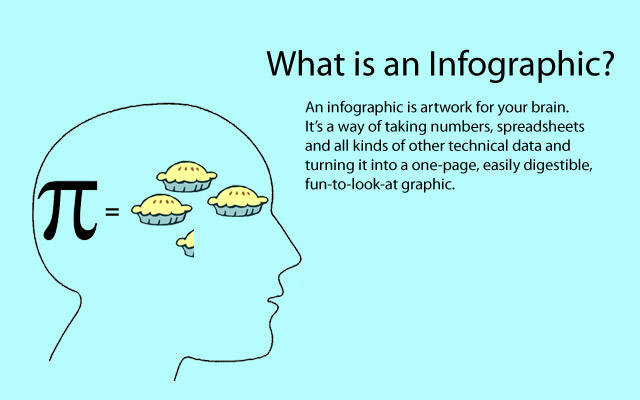 What is an Infographic?
An infographic is artwork for your brain.
It's a way of taking numbers, spreadsheets
and all kinds of other technical data and
turning it into a one-page, easily digestible,
fun-to-look-at graphic.
π =